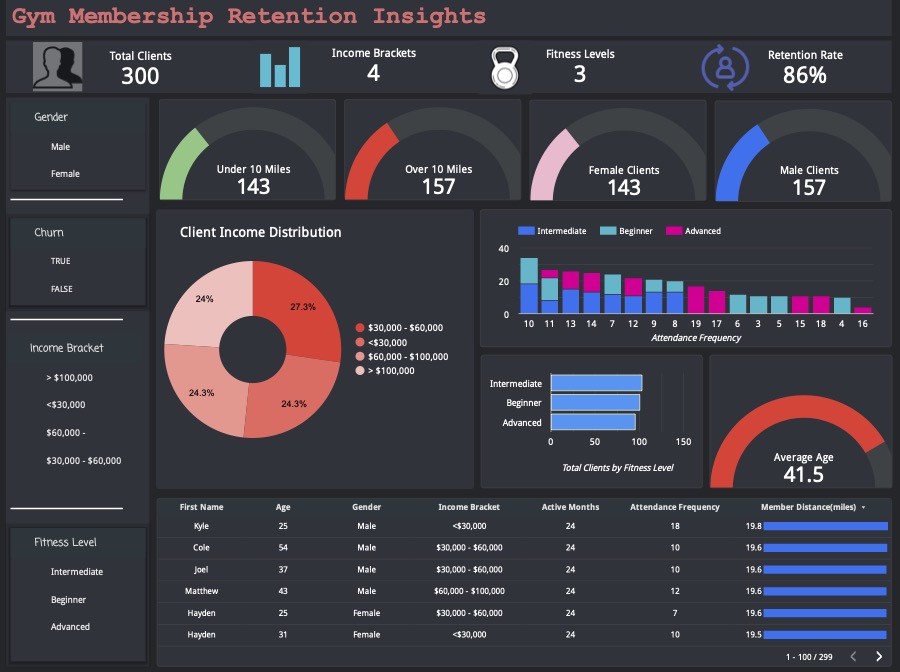 Gym Membership Retention Insights
Total Clients
300
Income Brackets
4
Fitness Levels
3
Retention Rate
86%
Gender
Male
Female
Churn
TRUE
FALSE
Income Bracket
> $100,000
<$30,000
$60,000 -
$30,000 - $60,000
Fitness Level
Intermediate
Beginner
Advanced
Under 10 Miles
143
Over 10 Miles
157
Female Clients
143
Male Clients
157
Client Income Distribution
24%
27.3%
24.3%
24.3%
$30,000 - $60,000
<$30,000
$60,000 - $100,000
> $100,000
Intermediate Beginner Advanced
40
20
0
10 11 13 14 7 12 9 8 19 17 6 3 5 15 18 4 16
Attendance Frequency
Intermediate
Beginner
Advanced
0 50 100 150
Total Clients by Fitness Level
Average Age
41.5
First Name Age Gender Income Bracket Active Months Attendance Frequency Member Distance(miles)
Kyle 25 Male <$30,000 24 18 19.8
Cole 54 Male $30,000 - $60,000 24 10 19.6
Joel 37 Male $30,000 - $60,000 24 10 19.6
Matthew 43 Male $60,000 - $100,000 24 12 19.6
Hayden 25 Female $30,000 - $60,000 24 7 19.6
Hayden 31 Female <$30,000 24 10 19.5
1 - 100 / 299